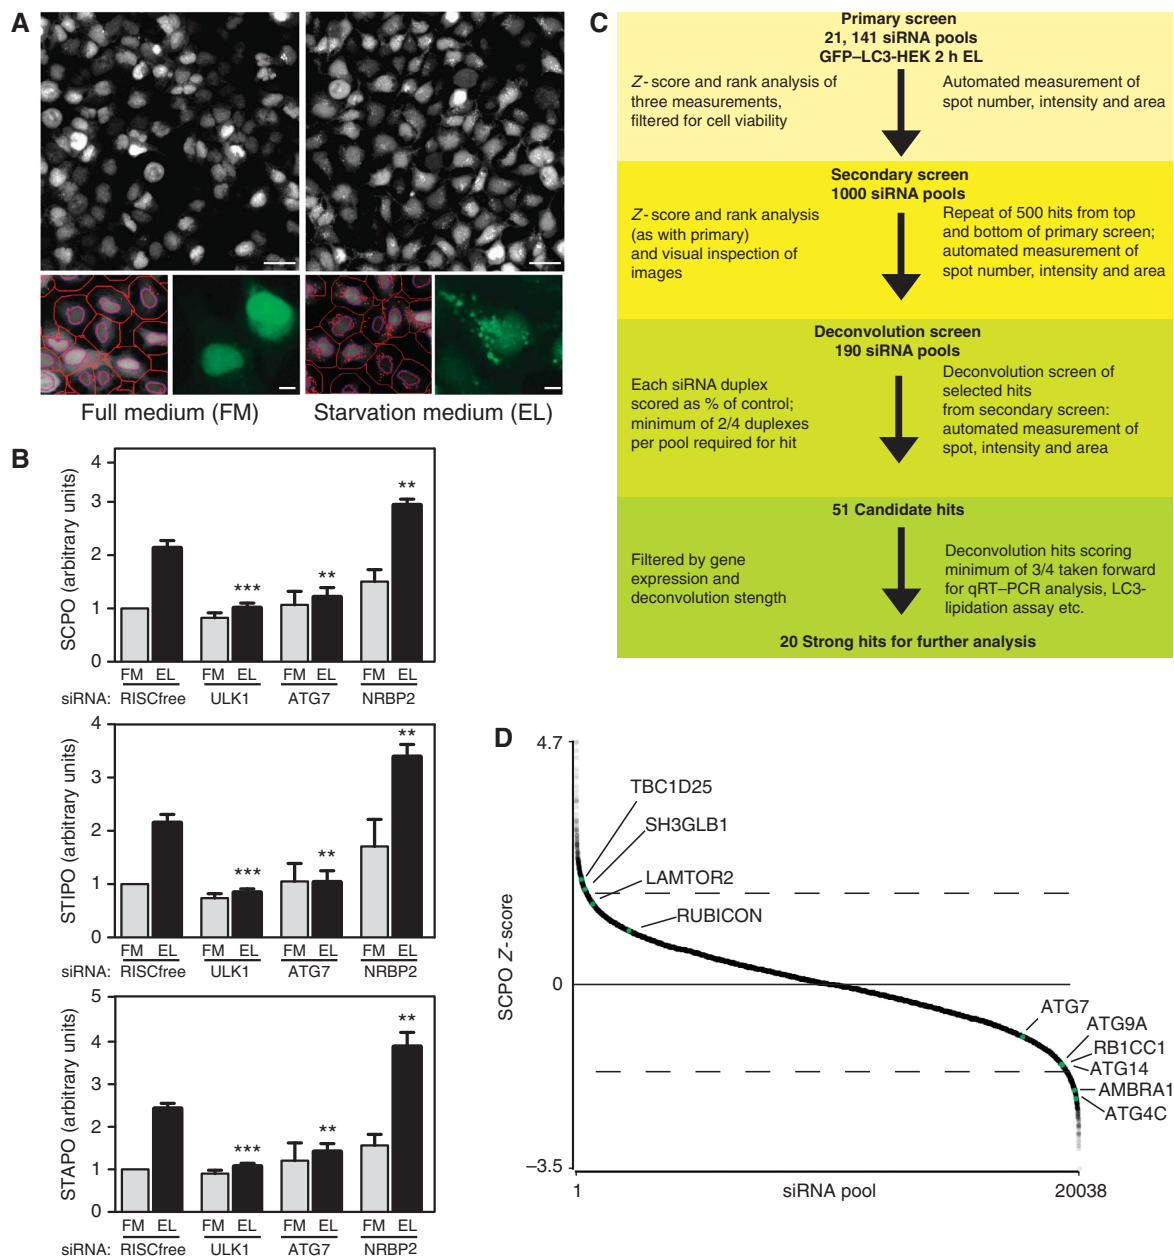 A
Full medium (FM)
Starvation medium (EL)
B
SCPO (arbitrary units)
4
3
2
1
0
FM EL FM EL FM EL FM EL
siRNA: RISCfree ULK1 ATG7 NRBP2
*** ** **
STIPO (arbitrary units)
4
3
2
1
0
FM EL FM EL FM EL FM EL
siRNA: RISCfree ULK1 ATG7 NRBP2
*** ** **
STAPO (arbitrary units)
5
4
2
1
0
FM EL FM EL FM EL FM EL
siRNA: RISCfree ULK1 ATG7 NRBP2
*** ** **
C
Primary screen
21, 141 siRNA pools
GFP–LC3-HEK 2 h EL
Z-score and rank analysis of
three measurements,
filtered for cell viability
Automated measurement of
spot number, intensity and area
Secondary screen
1000 siRNA pools
Z-score and rank analysis
(as with primary)
and visual inspection of
images
Repeat of 500 hits from top
and bottom of primary screen;
automated measurement of
spot number, intensity and area
Deconvolution screen
190 siRNA pools
Each siRNA duplex
scored as % of control;
minimum of 2/4 duplexes
per pool required for hit
Deconvolution screen of
selected hits
from secondary screen:
automated measurement of
spot, intensity and area
51 Candidate hits
Filtered by gene
expression and
deconvolution stength
Deconvolution hits scoring
minimum of 3/4 taken forward
for qRT–PCR analysis, LC3-
lipidation assay etc.
20 Strong hits for further analysis
D
4.7
0
–3.5
SCPO Z-score
TBC1D25
SH3GLB1
LAMTOR2
RUBICON
ATG7
ATG9A
RB1CC1
ATG14
AMBRA1
ATG4C
1
siRNA pool
20038